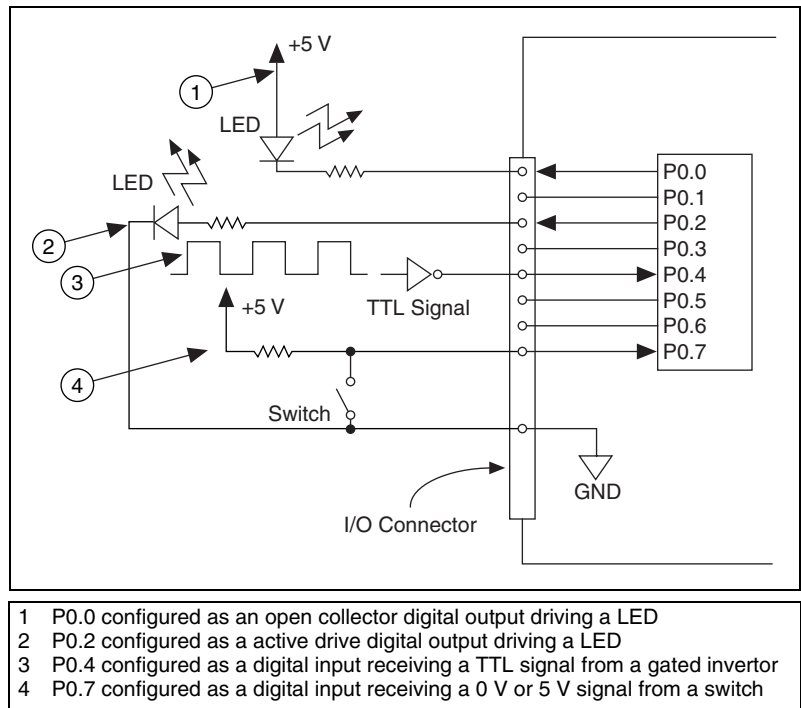 +5 V
1
LED
LED
2
3
+5 V
TTL Signal
4
Switch
I/O Connector
GND
P0.0
P0.1
P0.2
P0.3
P0.4
P0.5
P0.6
P0.7
1 P0.0 configured as an open collector digital output driving a LED
2 P0.2 configured as a active drive digital output driving a LED
3 P0.4 configured as a digital input receiving a TTL signal from a gated invertor
4 P0.7 configured as a digital input receiving a 0 V or 5 V signal from a switch